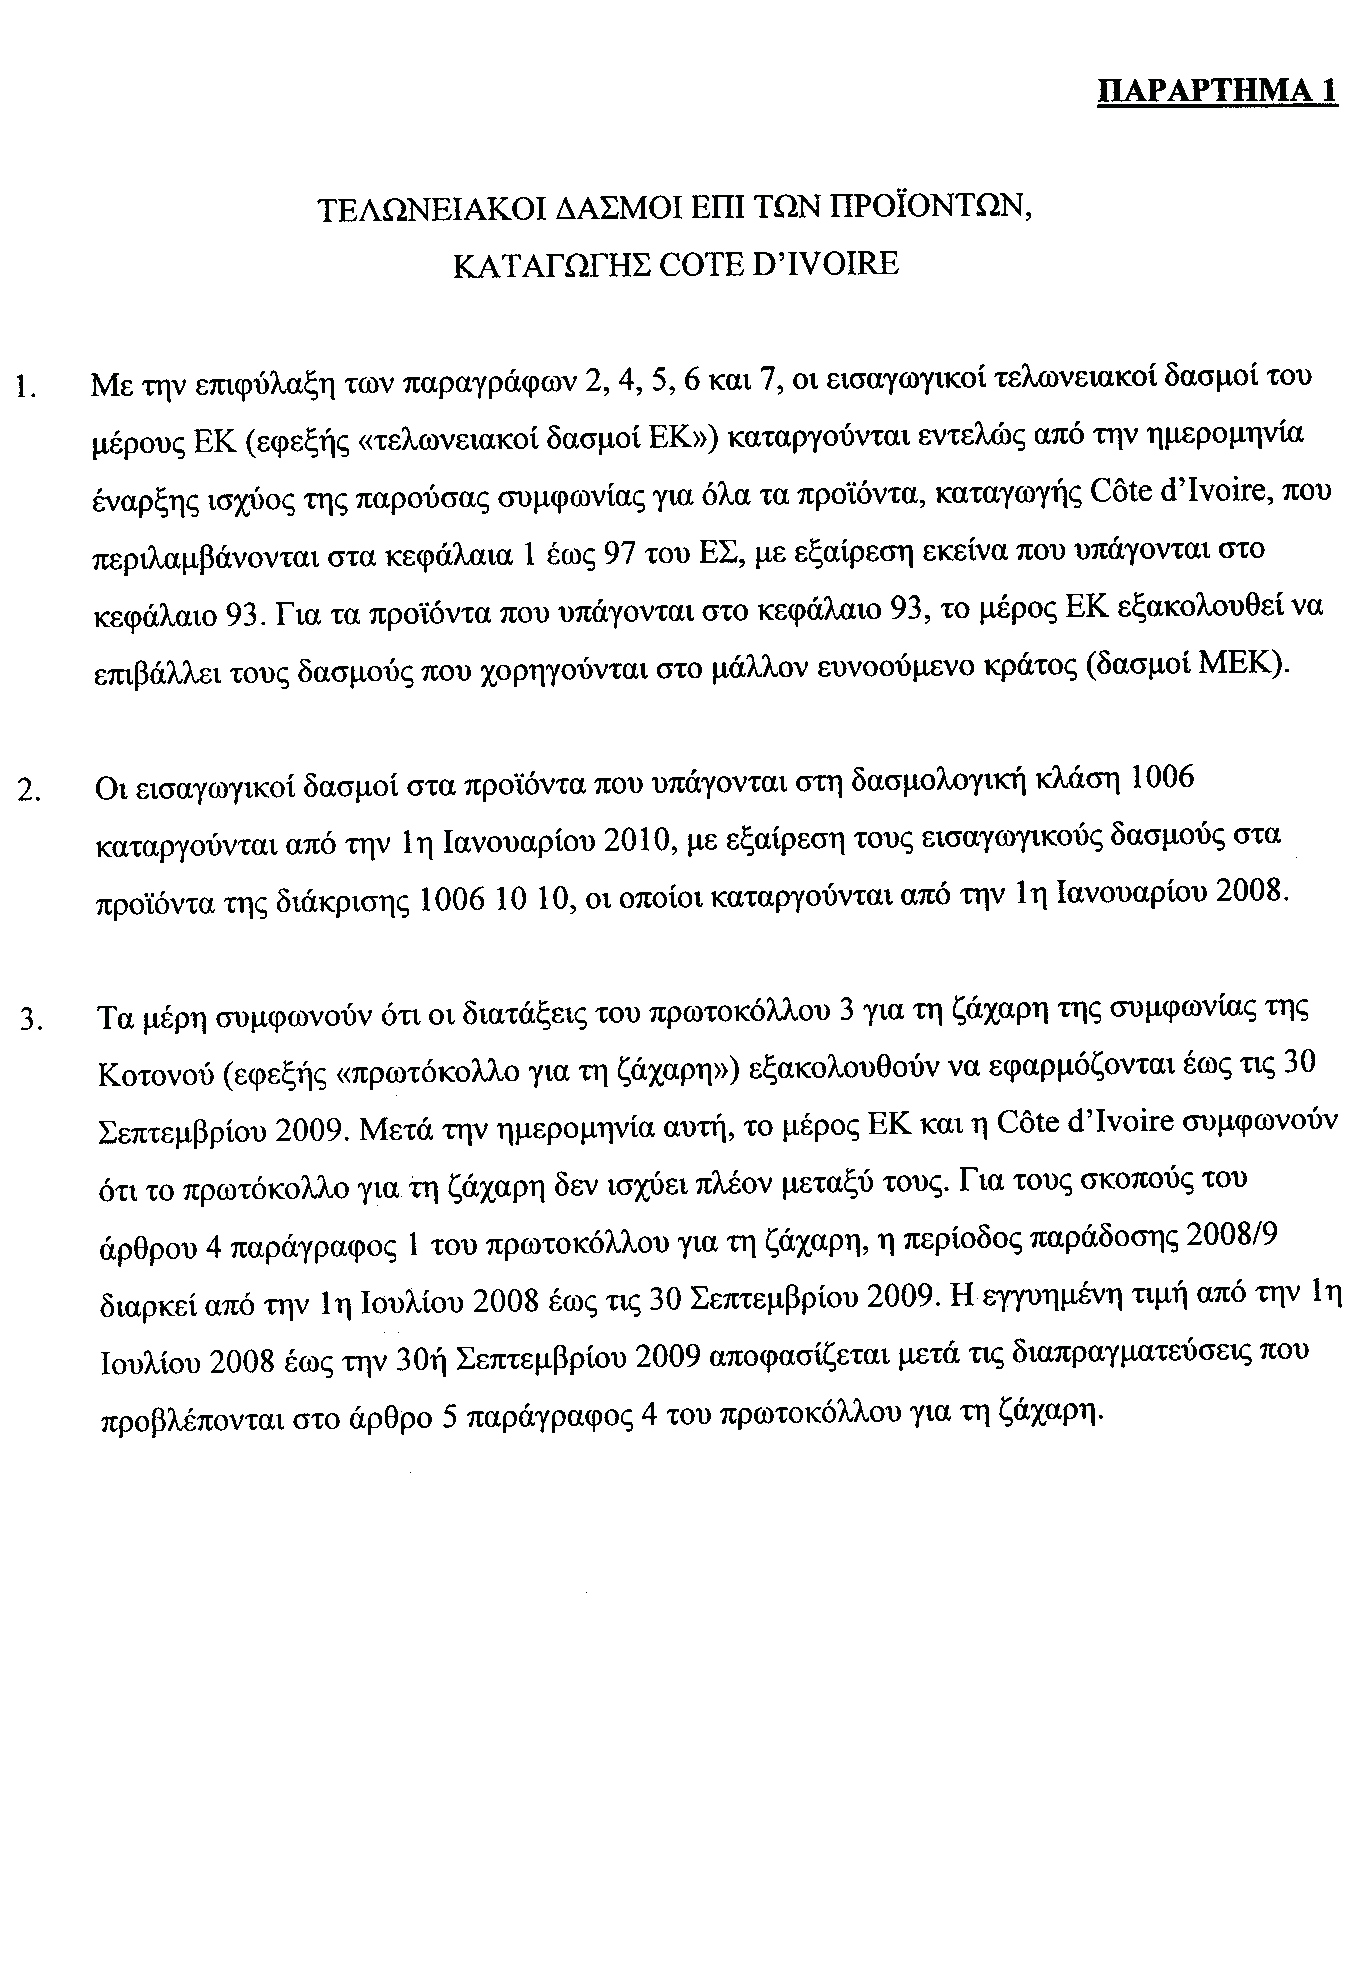 ΠΑΡΑΡΤΗΜΑ 1
ΤΕΛΩΝΕΙΑΚΟΙ ΔΑΣΜΟΙ ΕΠΙ ΤΩΝ ΠΡΟΪΟΝΤΩΝ,
ΚΑΤΑΓΩΓΗΣ COTE D’IVOIRE
1. Με την επιφύλαξη των παραγράφων 2, 4, 5, 6 και 7, οι εισαγωγικοί τελωνειακοί δασμοί του
μέρους ΕΚ (εφεξής «τελωνειακοί δασμοί ΕΚ») καταργούνται εντελώς από την ημερομηνία
έναρξης ισχύος της παρούσας συμφωνίας για όλα τα προϊόντα, καταγωγής Côte d’Ivoire, που
περιλαμβάνονται στα κεφάλαια 1 έως 97 του ΕΣ, με εξαίρεση εκείνα που υπάγονται στο
κεφάλαιο 93. Για τα προϊόντα που υπάγονται στο κεφάλαιο 93, το μέρος ΕΚ εξακολουθεί να
επιβάλλει τους δασμούς που χορηγούνται στο μάλλον ευνοούμενο κράτος (δασμοί ΜΕΚ).
2. Οι εισαγωγικοί δασμοί στα προϊόντα που υπάγονται στη δασμολογική κλάση 1006
καταργούνται από την 1η Ιανουαρίου 2010, με εξαίρεση τους εισαγωγικούς δασμούς στα
προϊόντα της διάκρισης 1006 10 10, οι οποίοι καταργούνται από την 1η Ιανουαρίου 2008.
3. Τα μέρη συμφωνούν ότι οι διατάξεις του πρωτοκόλλου 3 για τη ζάχαρη της συμφωνίας της
Κοτονού (εφεξής «πρωτόκολλο για τη ζάχαρη») εξακολουθούν να εφαρμόζονται έως τις 30
Σεπτεμβρίου 2009. Μετά την ημερομηνία αυτή, το μέρος ΕΚ και η Côte d’Ivoire συμφωνούν
ότι το πρωτόκολλο για τη ζάχαρη δεν ισχύει πλέον μεταξύ τους. Για τους σκοπούς του
άρθρου 4 παράγραφος 1 του πρωτοκόλλου για τη ζάχαρη, η περίοδος παράδοσης 2008/9
διαρκεί από την 1η Ιουλίου 2008 έως τις 30 Σεπτεμβρίου 2009. Η εγγυημένη τιμή από την 1η
Ιουλίου 2008 έως την 30ή Σεπτεμβρίου 2009 αποφασίζεται μετά τις διαπραγματεύσεις που
προβλέπονται στο άρθρο 5 παράγραφος 4 του πρωτοκόλλου για τη ζάχαρη.